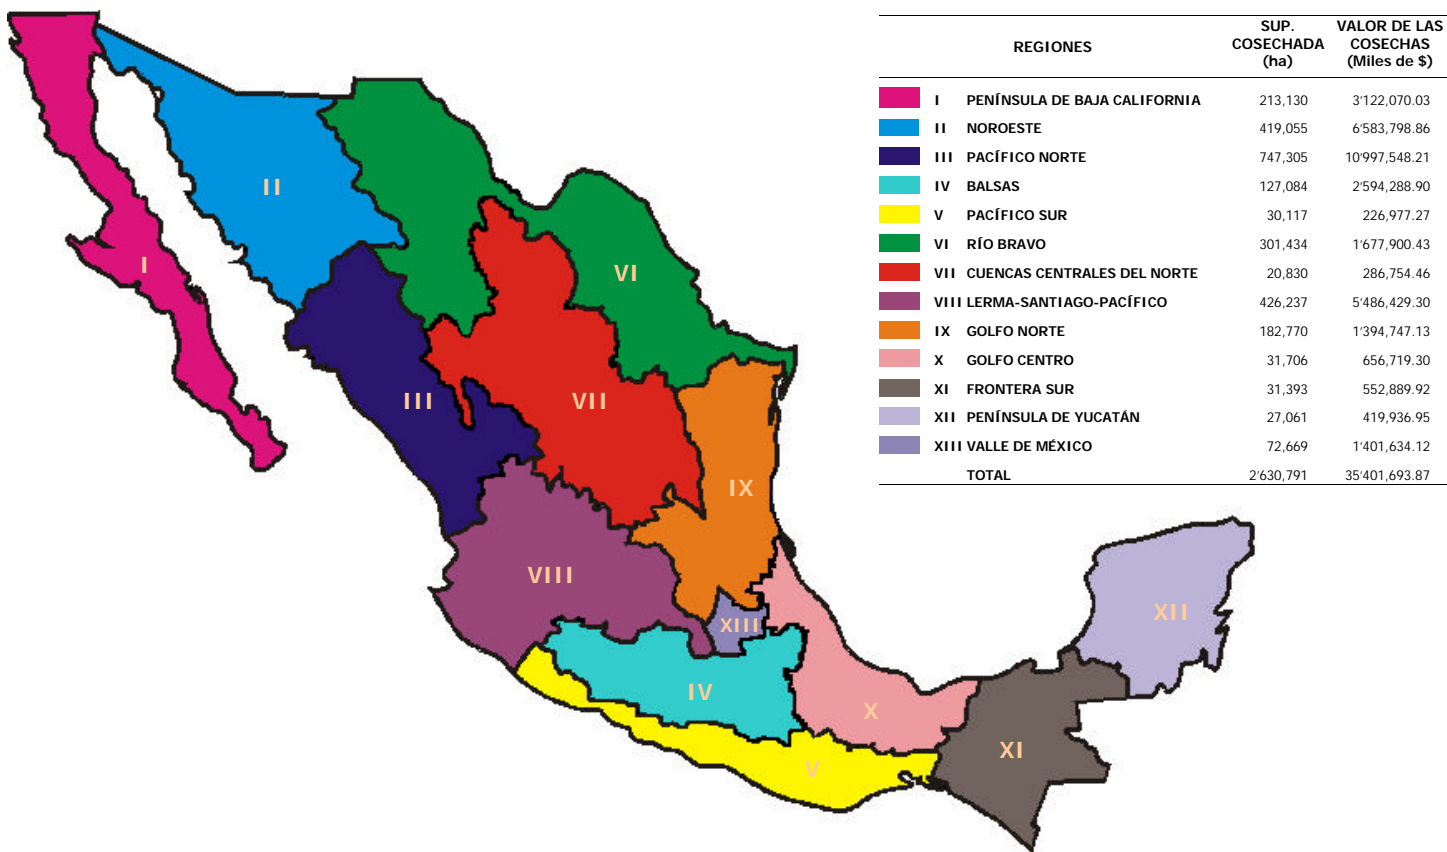 REGIONES SUP. COSECHADA (ha) VALOR DE LAS COSECHAS (Miles de $)
I PENÍNSULA DE BAJA CALIFORNIA 213,130 3'122,070.03
II NOROESTE 419,055 6'583,798.86
III PACÍFICO NORTE 747,305 10'997,548.21
IV BALSAS 127,084 2'594,288.90
V PACÍFICO SUR 30,117 226,977.27
VI RÍO BRAVO 301,434 1'677,900.43
VII CUENCAS CENTRALES DEL NORTE 20,830 286,754.46
VIII LERMA-SANTIAGO-PACÍFICO 426,237 5'486,429.30
IX GOLFO NORTE 182,770 1'394,747.13
X GOLFO CENTRO 31,706 656,719.30
XI FRONTERA SUR 31,393 552,889.92
XII PENÍNSULA DE YUCATÁN 27,061 419,936.95
XIII VALLE DE MÉXICO 72,669 1'401,634.12
TOTAL 2'630,791 35'401,693.87
II
I
VI
III
VII
IX
VIII
XIII
XII
IV
X
XI
V